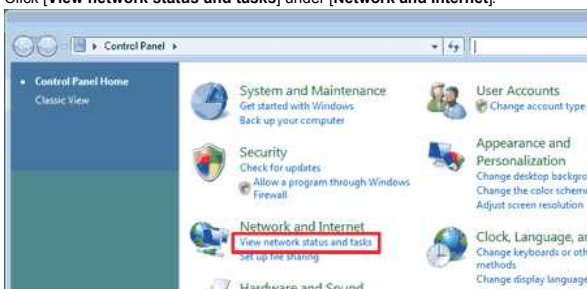 Click [View network status and tasks] under [Network and Internet].
Control Panel
Control Panel Home
Classic View
System and Maintenance
Get started with Windows
Back up your computer
Security
Check for updates
Allow a program through Windows
Firewall
Network and Internet
View network status and tasks
Set up file sharing
Hardware and Sound
User Accounts
Change account type
Appearance and
Personalization
Change desktop backgro
Change the color scheme
Adjust screen resolution
Clock, Language, a
Change keyboards or oth
methods
Change display language